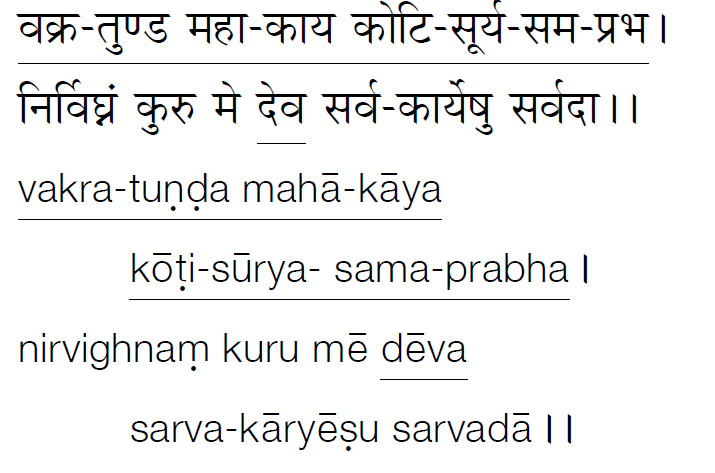 वक्र-तुण्ड महा-काय कोटि-सूर्य-सम-प्रभ।
निर्विघ्नं कुरु मे देव सर्व-कार्येषु सर्वदा।।
vakra-tuṇḍa mahā-kāya
kōṭi-sūrya- sama-prabha।
nirvighnaṃ kuru mē dēva
sarva-kāryēṣu sarvadā।।